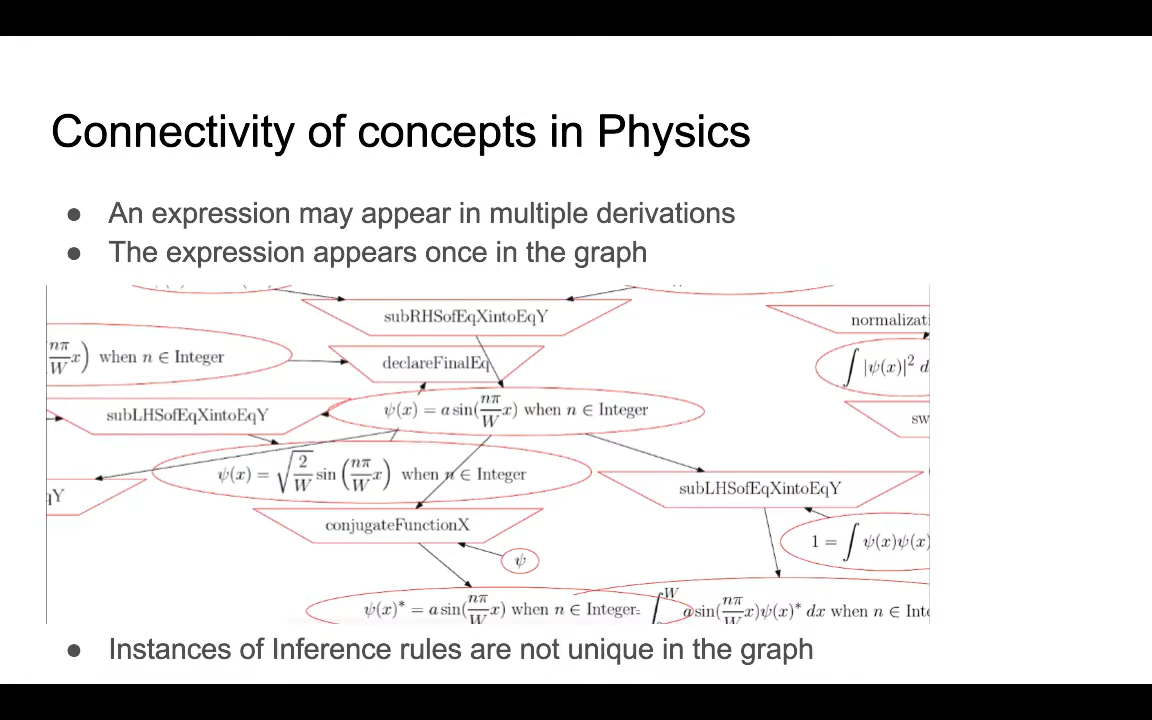 Connectivity of concepts in Physics
● An expression may appear in multiple derivations
● The expression appears once in the graph
subRHSofEqXintoEqY
normalizati
declareFinalEq
nπ/W x) when n ∈ Integer
∫ |ψ(x)|² d
subLHSofEqXintoEqY
ψ(x) = a sin(nπ/W x) when n ∈ Integer
sw
ψ(x) = √(2/W) sin (nπ/W x) when n ∈ Integer
qY
subLHSofEqXintoEqY
conjugateFunctionX
1 = ∫ ψ(x)ψ(x)
ψ
ψ(x)* = a sin(nπ/W x) when n ∈ Integer
∫ᵂ a sin(nπ/W x)ψ(x)* dx when n ∈ Inte
● Instances of Inference rules are not unique in the graph